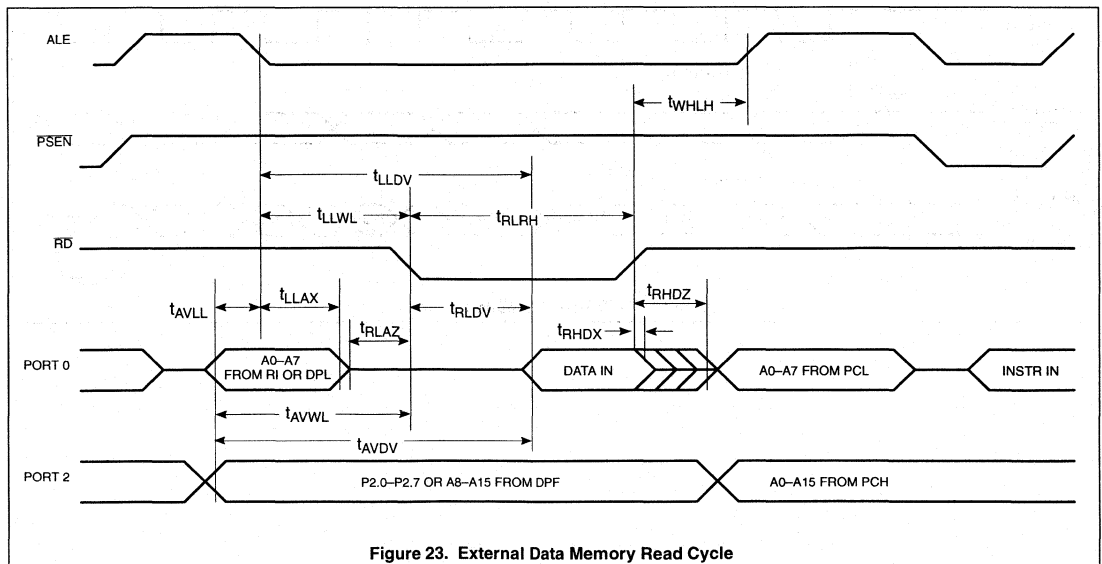 ALE
tWHLH
PSEN
tLLDV
tLLWL
tRLRH
RD
tAVLL
tLLAX
tRLDV
tRHDZ
tRLAZ
tRHDX
PORT 0
A0–A7
FROM RI OR DPL
DATA IN
A0–A7 FROM PCL
INSTR IN
tAVWL
tAVDV
PORT 2
P2.0–P2.7 OR A8–A15 FROM DPF
A0–A15 FROM PCH
Figure 23. External Data Memory Read Cycle